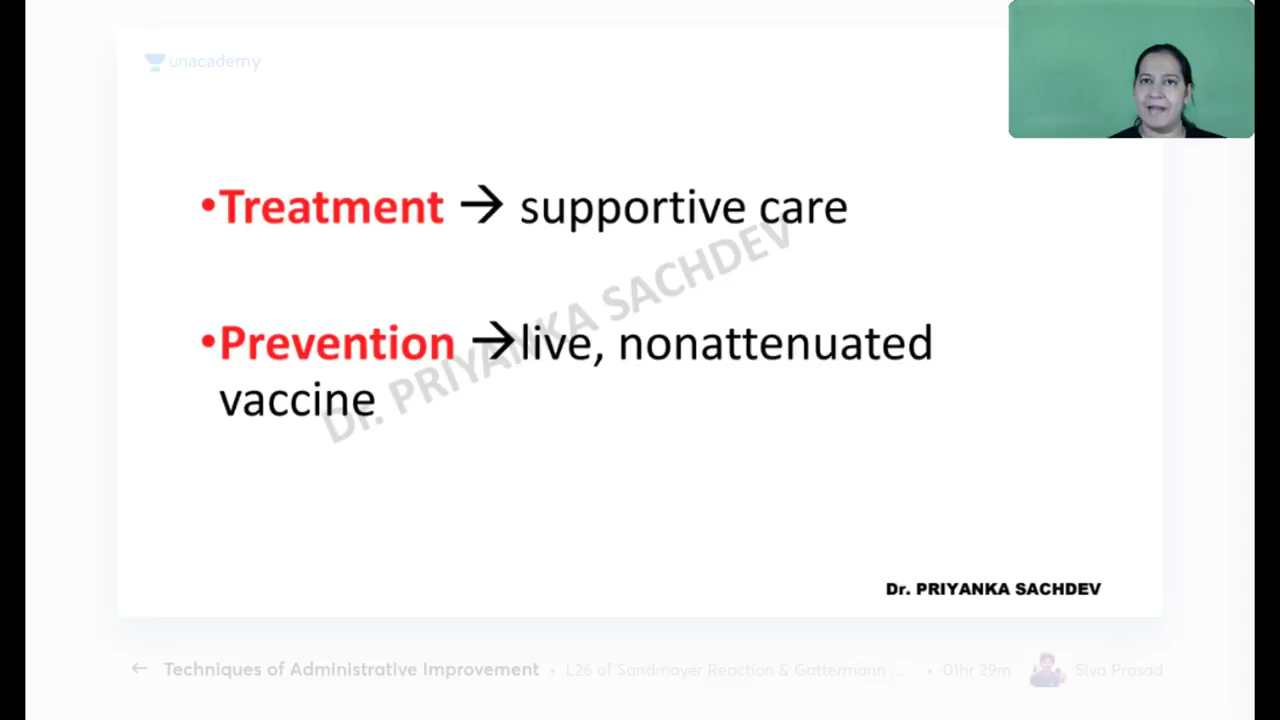 unacademy
•Treatment → supportive care
•Prevention →live, nonattenuated
vaccine
Dr. PRIYANKA SACHDEV
Dr. PRIYANKA SACHDEV
← Techniques of Administrative Improvement • L26 of Sandmayer Reaction & Gattermann ... • 01hr 29m Siva Prasad